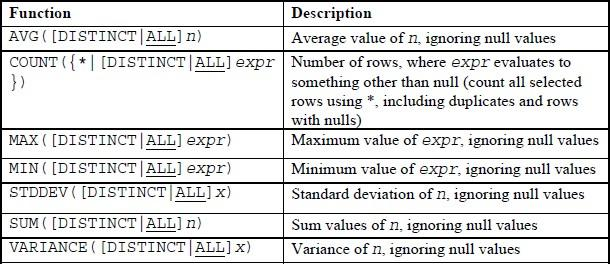 Function Description
AVG([DISTINCT|ALL]n) Average value of n, ignoring null values
COUNT({*|[DISTINCT|ALL]expr Number of rows, where expr evaluates to
}) something other than null (count all selected
rows using *, including duplicates and rows
with nulls)
MAX([DISTINCT|ALL]expr) Maximum value of expr, ignoring null values
MIN([DISTINCT|ALL]expr) Minimum value of expr, ignoring null values
STDDEV([DISTINCT|ALL]x) Standard deviation of n, ignoring null values
SUM([DISTINCT|ALL]n) Sum values of n, ignoring null values
VARIANCE([DISTINCT|ALL]x) Variance of n, ignoring null values